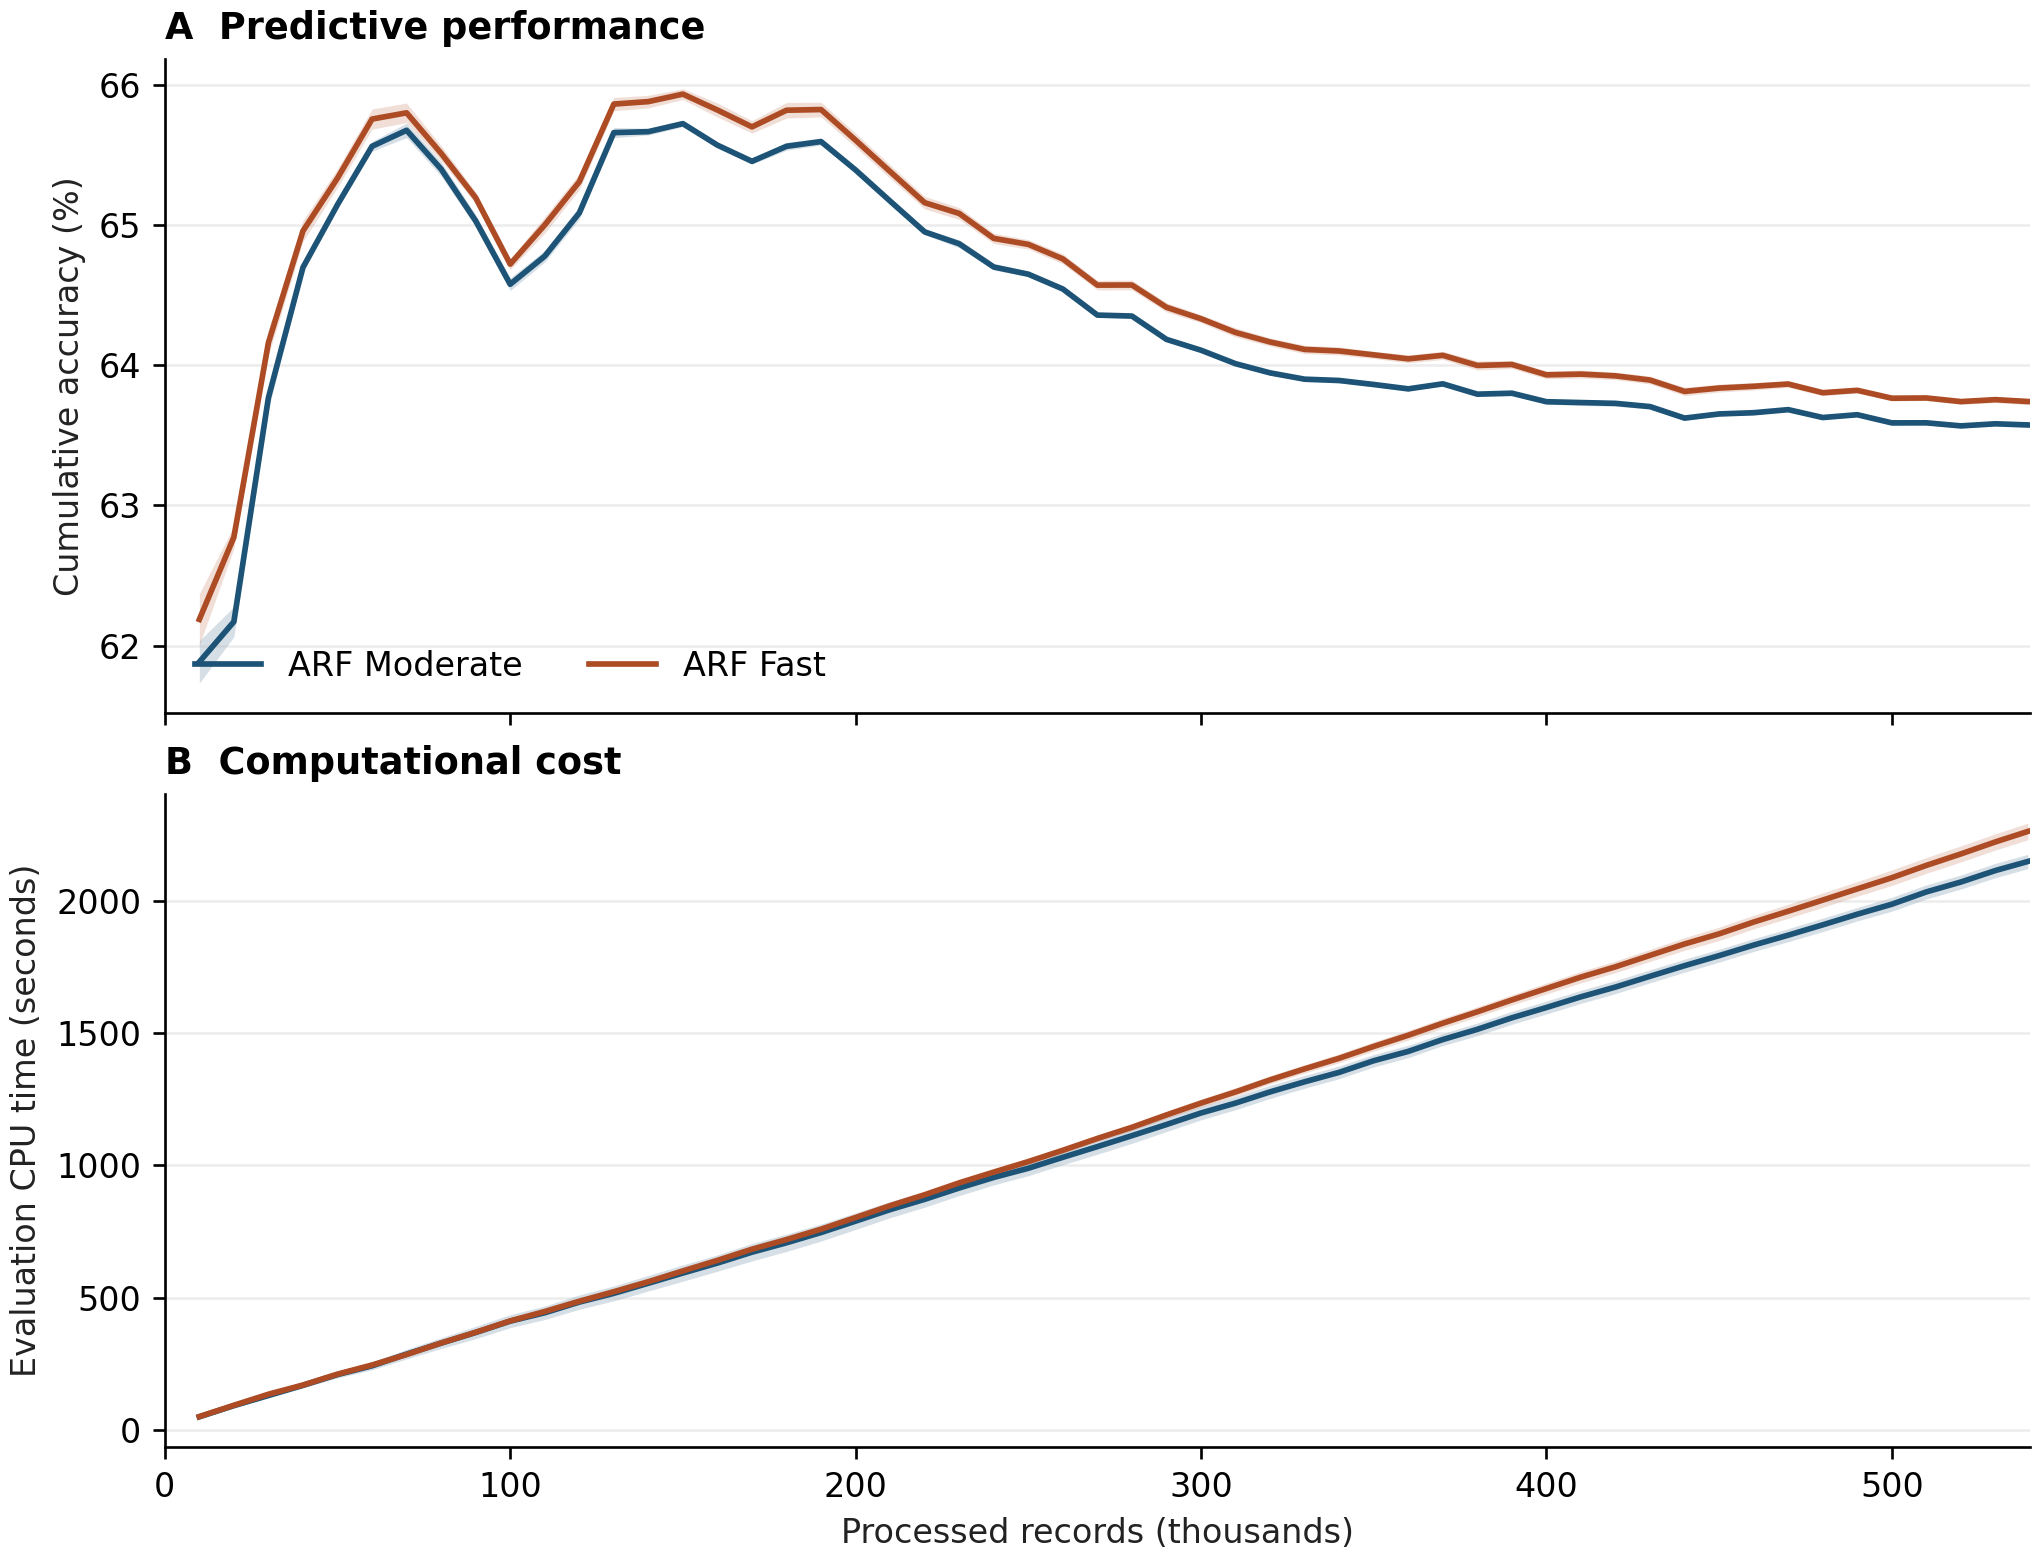 A  Predictive performance
66
65
64
63
62
Cumulative accuracy (%)
ARF Moderate
ARF Fast
B  Computational cost
2000
1500
1000
500
0
Evaluation CPU time (seconds)
0
100
200
300
400
500
Processed records (thousands)